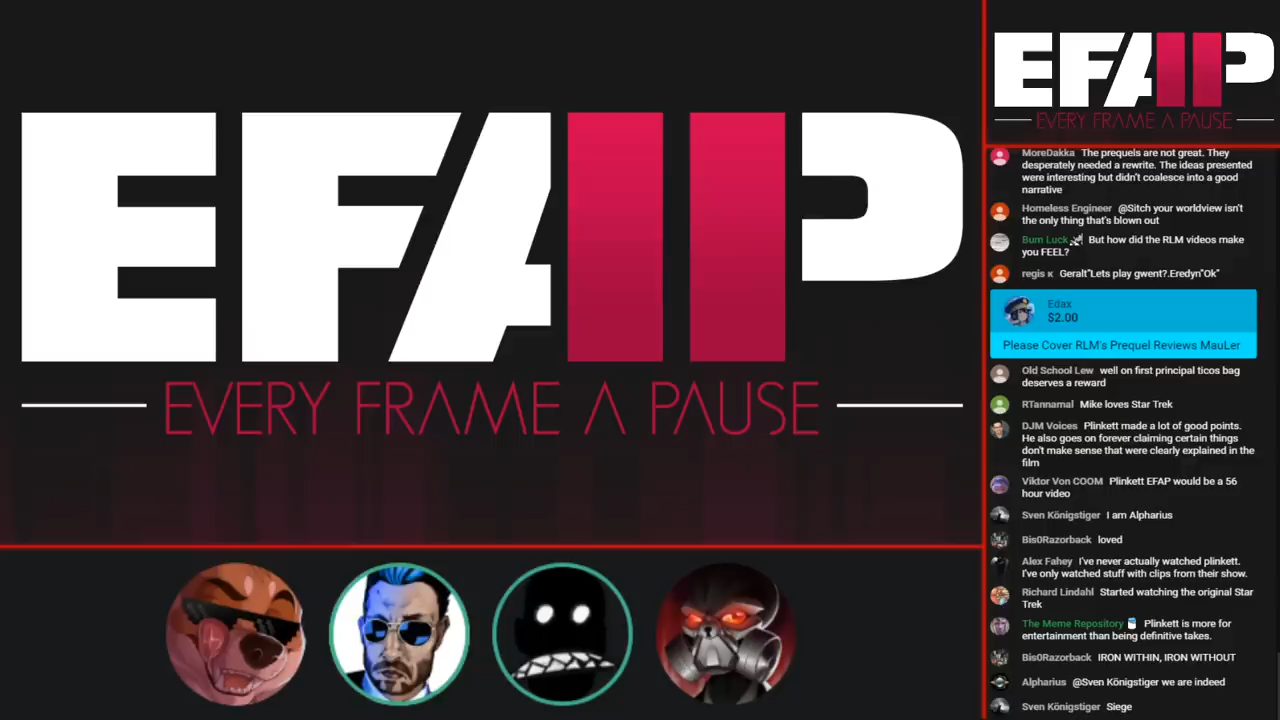 EFAP
EVERY FRAME A PAUSE
EFAP
EVERY FRAME A PAUSE
MoreDakka The prequels are not great. They
desperately needed a rewrite. The ideas presented
were interesting but didn't coalesce into a good
narrative
Homeless Engineer @Sitch your worldview isn't
the only thing that's blown out
Bum Luck But how did the RLM videos make
you FEEL?
regis ĸ Geralt"Lets play gwent?.Eredyn"Ok"
Edax
$2.00
Please Cover RLM's Prequel Reviews MauLer
Old School Lew well on first principal ticos bag
deserves a reward
RTannamal Mike loves Star Trek
DJM Voices Plinkett made a lot of good points.
He also goes on forever claiming certain things
don't make sense that were clearly explained in the
film
Viktor Von COOM Plinkett EFAP would be a 56
hour video
Sven Königstiger I am Alpharius
Bis0Razorback loved
Alex Fahey I've never actually watched plinkett.
I've only watched stuff with clips from their show.
Richard Lindahl Started watching the original Star
Trek
The Meme Repository Plinkett is more for
entertainment than being definitive takes.
Bis0Razorback IRON WITHIN, IRON WITHOUT
Alpharius @Sven Königstiger we are indeed
Sven Königstiger Siege